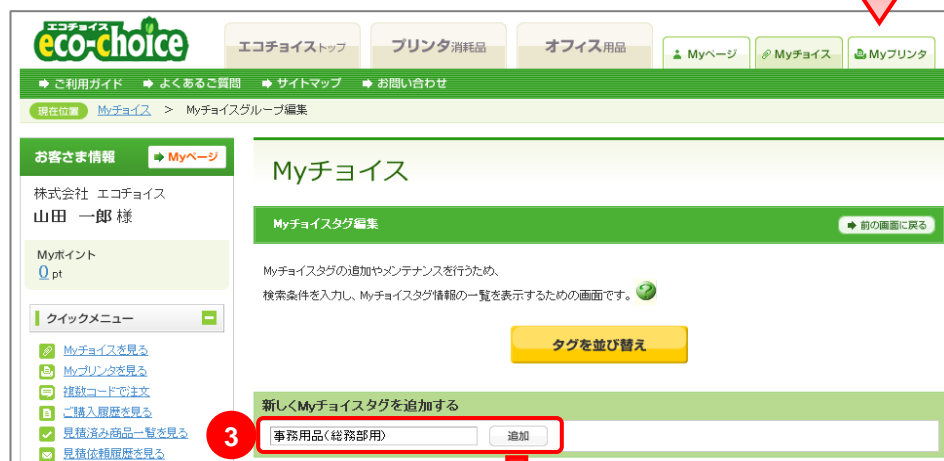 エコチョイス
eco-choice
エコチョイストップ
プリンタ消耗品
オフィス用品
Myページ
Myチョイス
Myプリンタ
ご利用ガイド
よくあるご質問
サイトマップ
お問い合わせ
現在位置 Myチョイス > Myチョイスグループ編集
お客さま情報
Myページ
株式会社 エコチョイス
山田 一郎 様
Myポイント
0 pt
クイックメニュー
Myチョイスを見る
Myプリンタを見る
複数コードで注文
ご購入履歴を見る
見積済み商品一覧を見る
見積依頼履歴を見る
Myチョイス
Myチョイスタグ編集
前の画面に戻る
Myチョイスタグの追加やメンテナンスを行うため、
検索条件を入力し、Myチョイスタグ情報の一覧を表示するための画面です。 ?
タグを並び替え
新しくMyチョイスタグを追加する
3 事務用品(総務部用) 追加